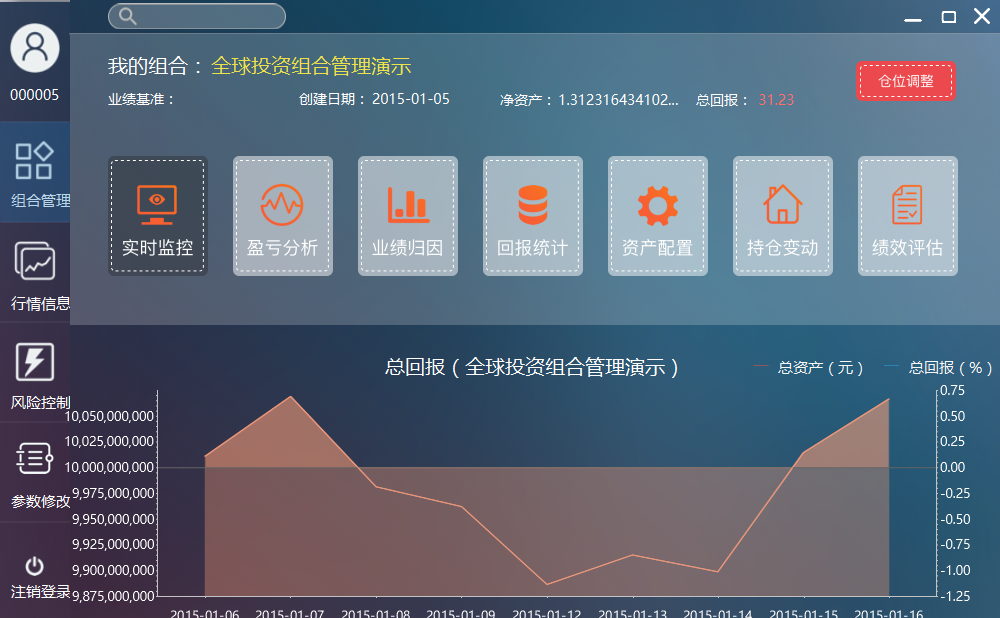 000005
组合管理
行情信息
风险控制
参数修改
注销登录
我的组合： 全球投资组合管理演示
业绩基准： 创建日期： 2015-01-05 净资产： 1.312316434102... 总回报： 31.23
仓位调整
实时监控 盈亏分析 业绩归因 回报统计 资产配置 持仓变动 绩效评估
总回报（全球投资组合管理演示） 总资产（元） 总回报（%）
10,050,000,000
10,025,000,000
10,000,000,000
9,975,000,000
9,950,000,000
9,925,000,000
9,900,000,000
9,875,000,000
0.75
0.50
0.25
0.00
-0.25
-0.50
-0.75
-1.00
-1.25
2015-01-06 2015-01-07 2015-01-08 2015-01-09 2015-01-12 2015-01-13 2015-01-14 2015-01-15 2015-01-16